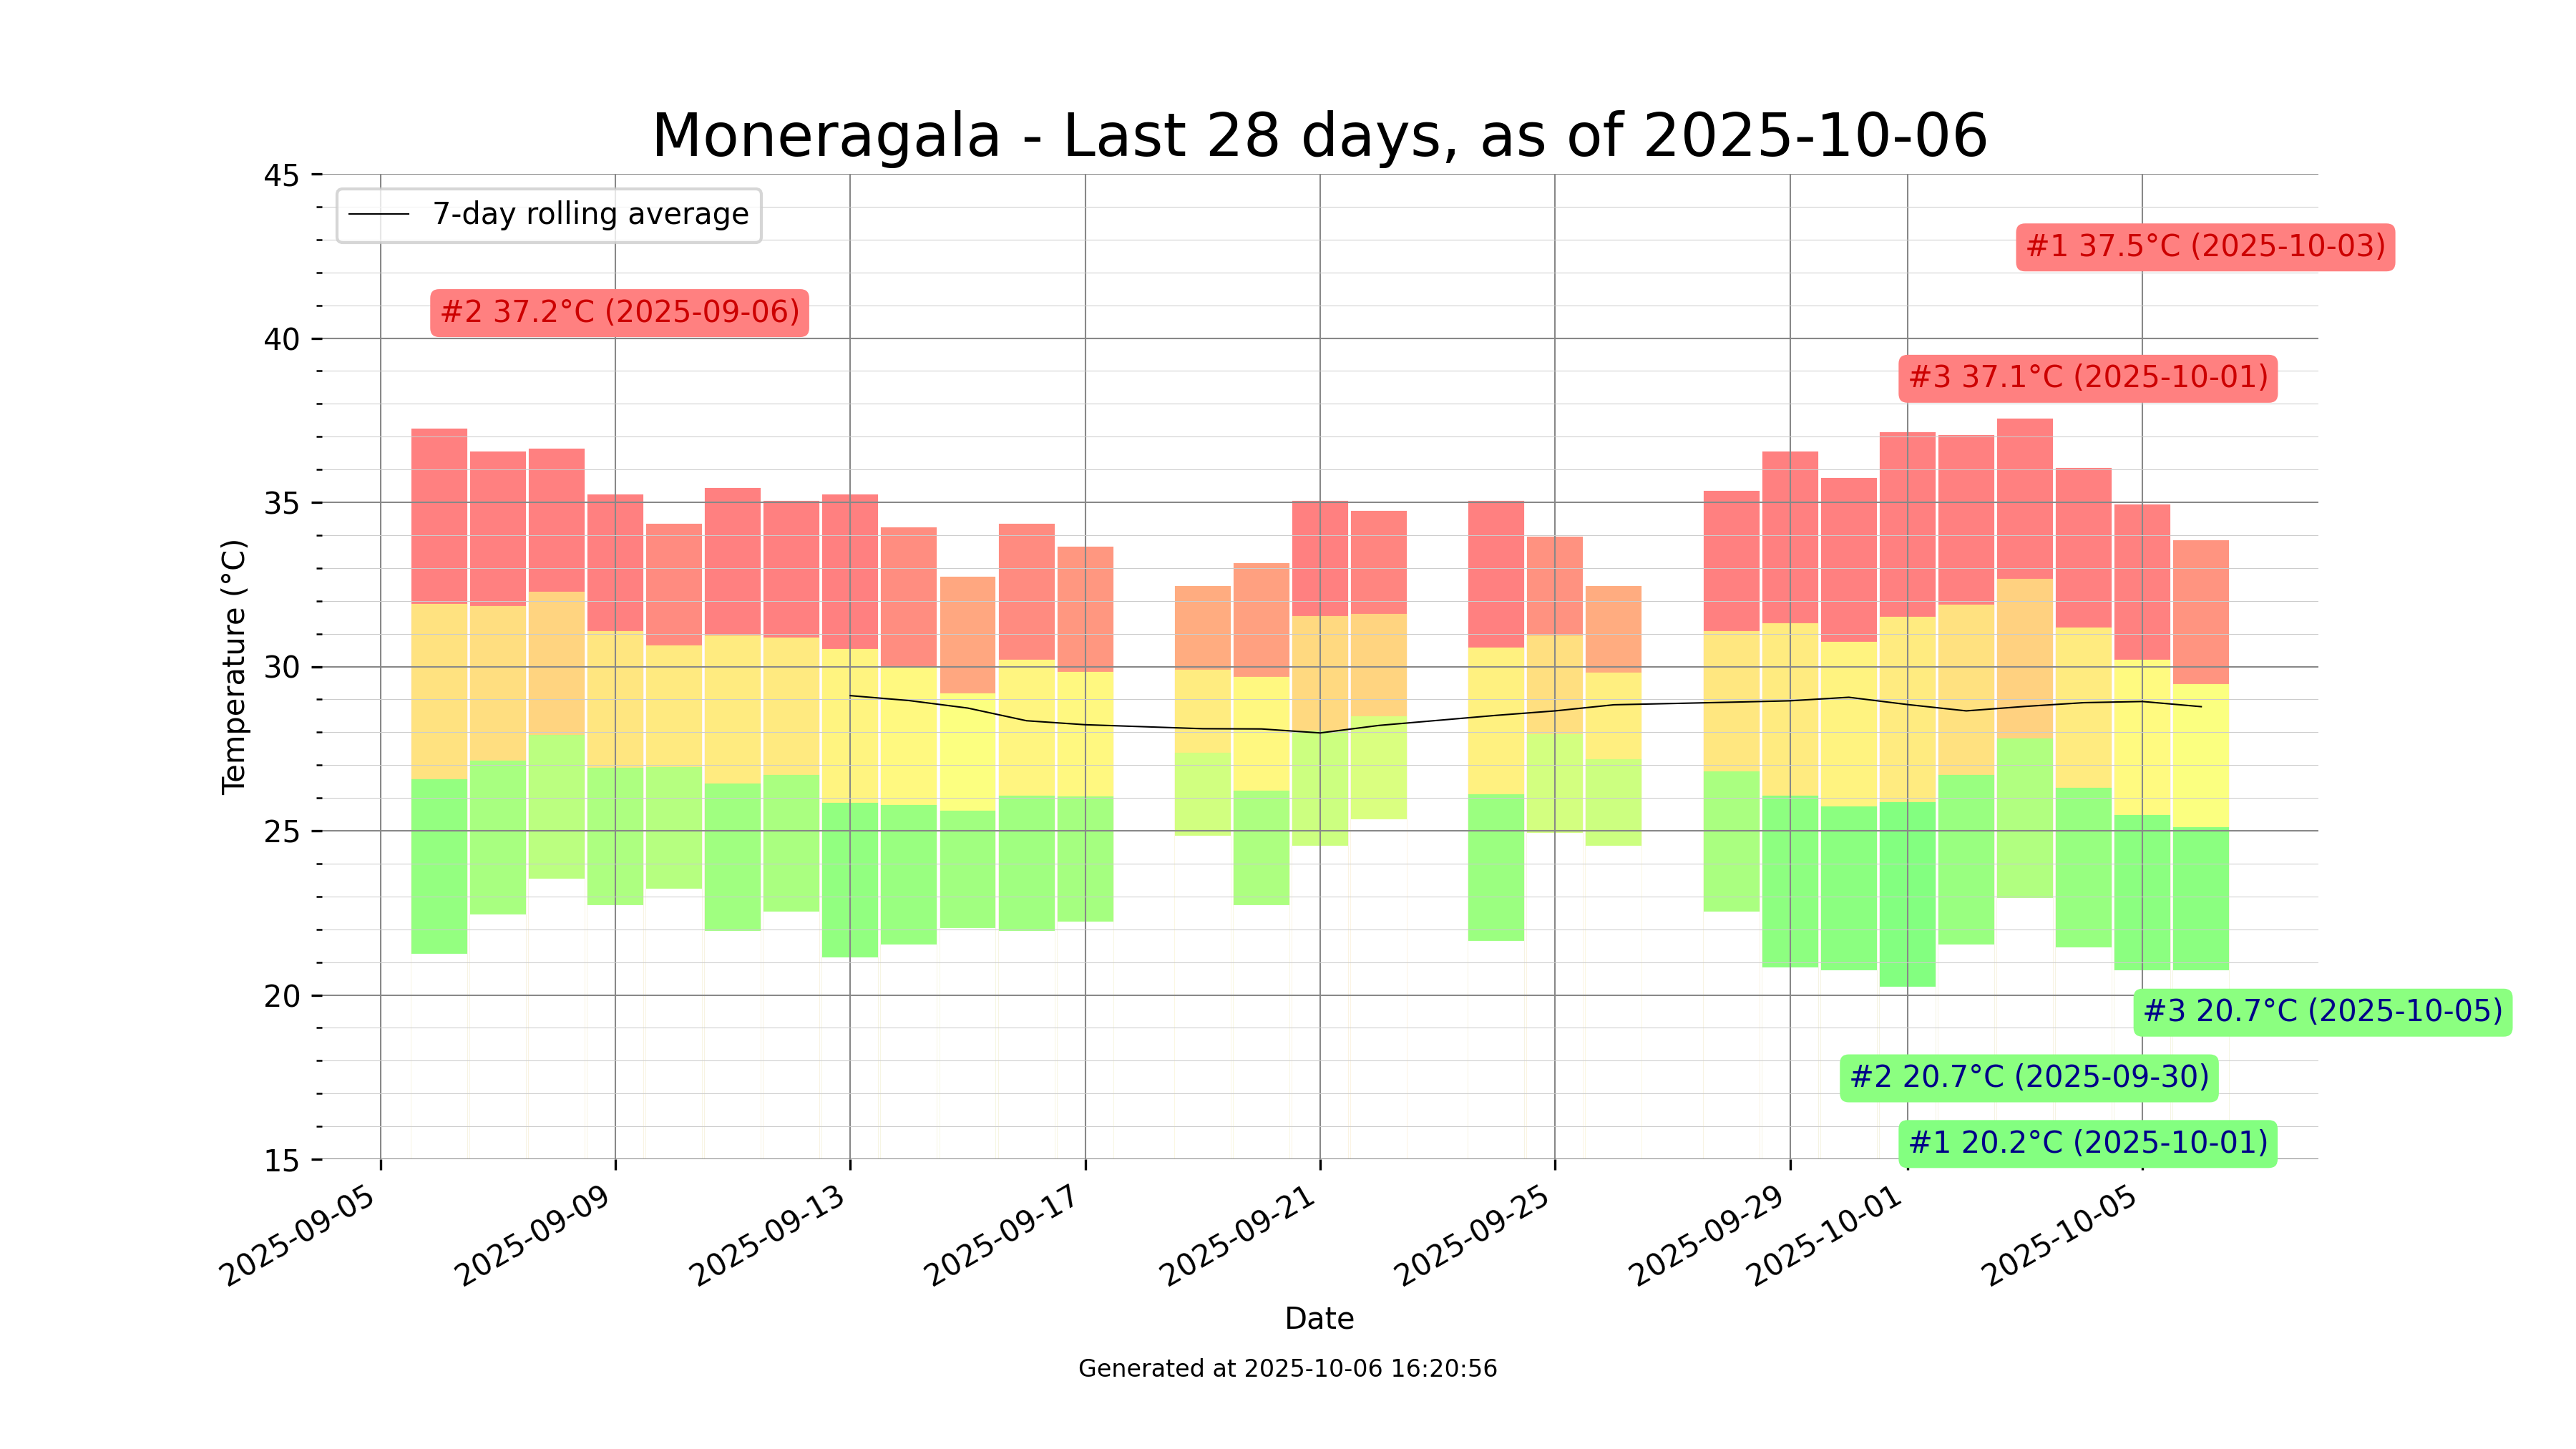 Moneragala - Last 28 days, as of 2025-10-06
45
7-day rolling average
#1 37.5°C (2025-10-03)
#2 37.2°C (2025-09-06)
40
#3 37.1°C (2025-10-01)
35
30
Temperature (°C)
25
20
#3 20.7°C (2025-10-05)
#2 20.7°C (2025-09-30)
#1 20.2°C (2025-10-01)
15
2025-09-05
2025-09-09
2025-09-13
2025-09-17
2025-09-21
2025-09-25
2025-09-29
2025-10-01
2025-10-05
Date
Generated at 2025-10-06 16:20:56